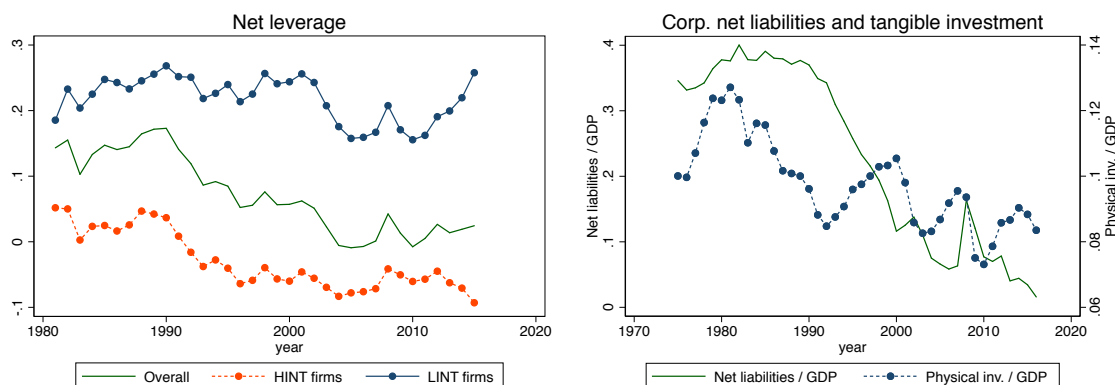 Net leverage
.3
.2
.1
0
-.1
1980
1990
2000
2010
2020
year
Overall
HINT firms
LINT firms
Corp. net liabilities and tangible investment
Net liabilities / GDP
.4
.3
.2
.1
0
.14
.12
.1
.08
.06
Physical inv. / GDP
1970
1980
1990
2000
2010
2020
year
Net liabilities / GDP
Physical inv. / GDP